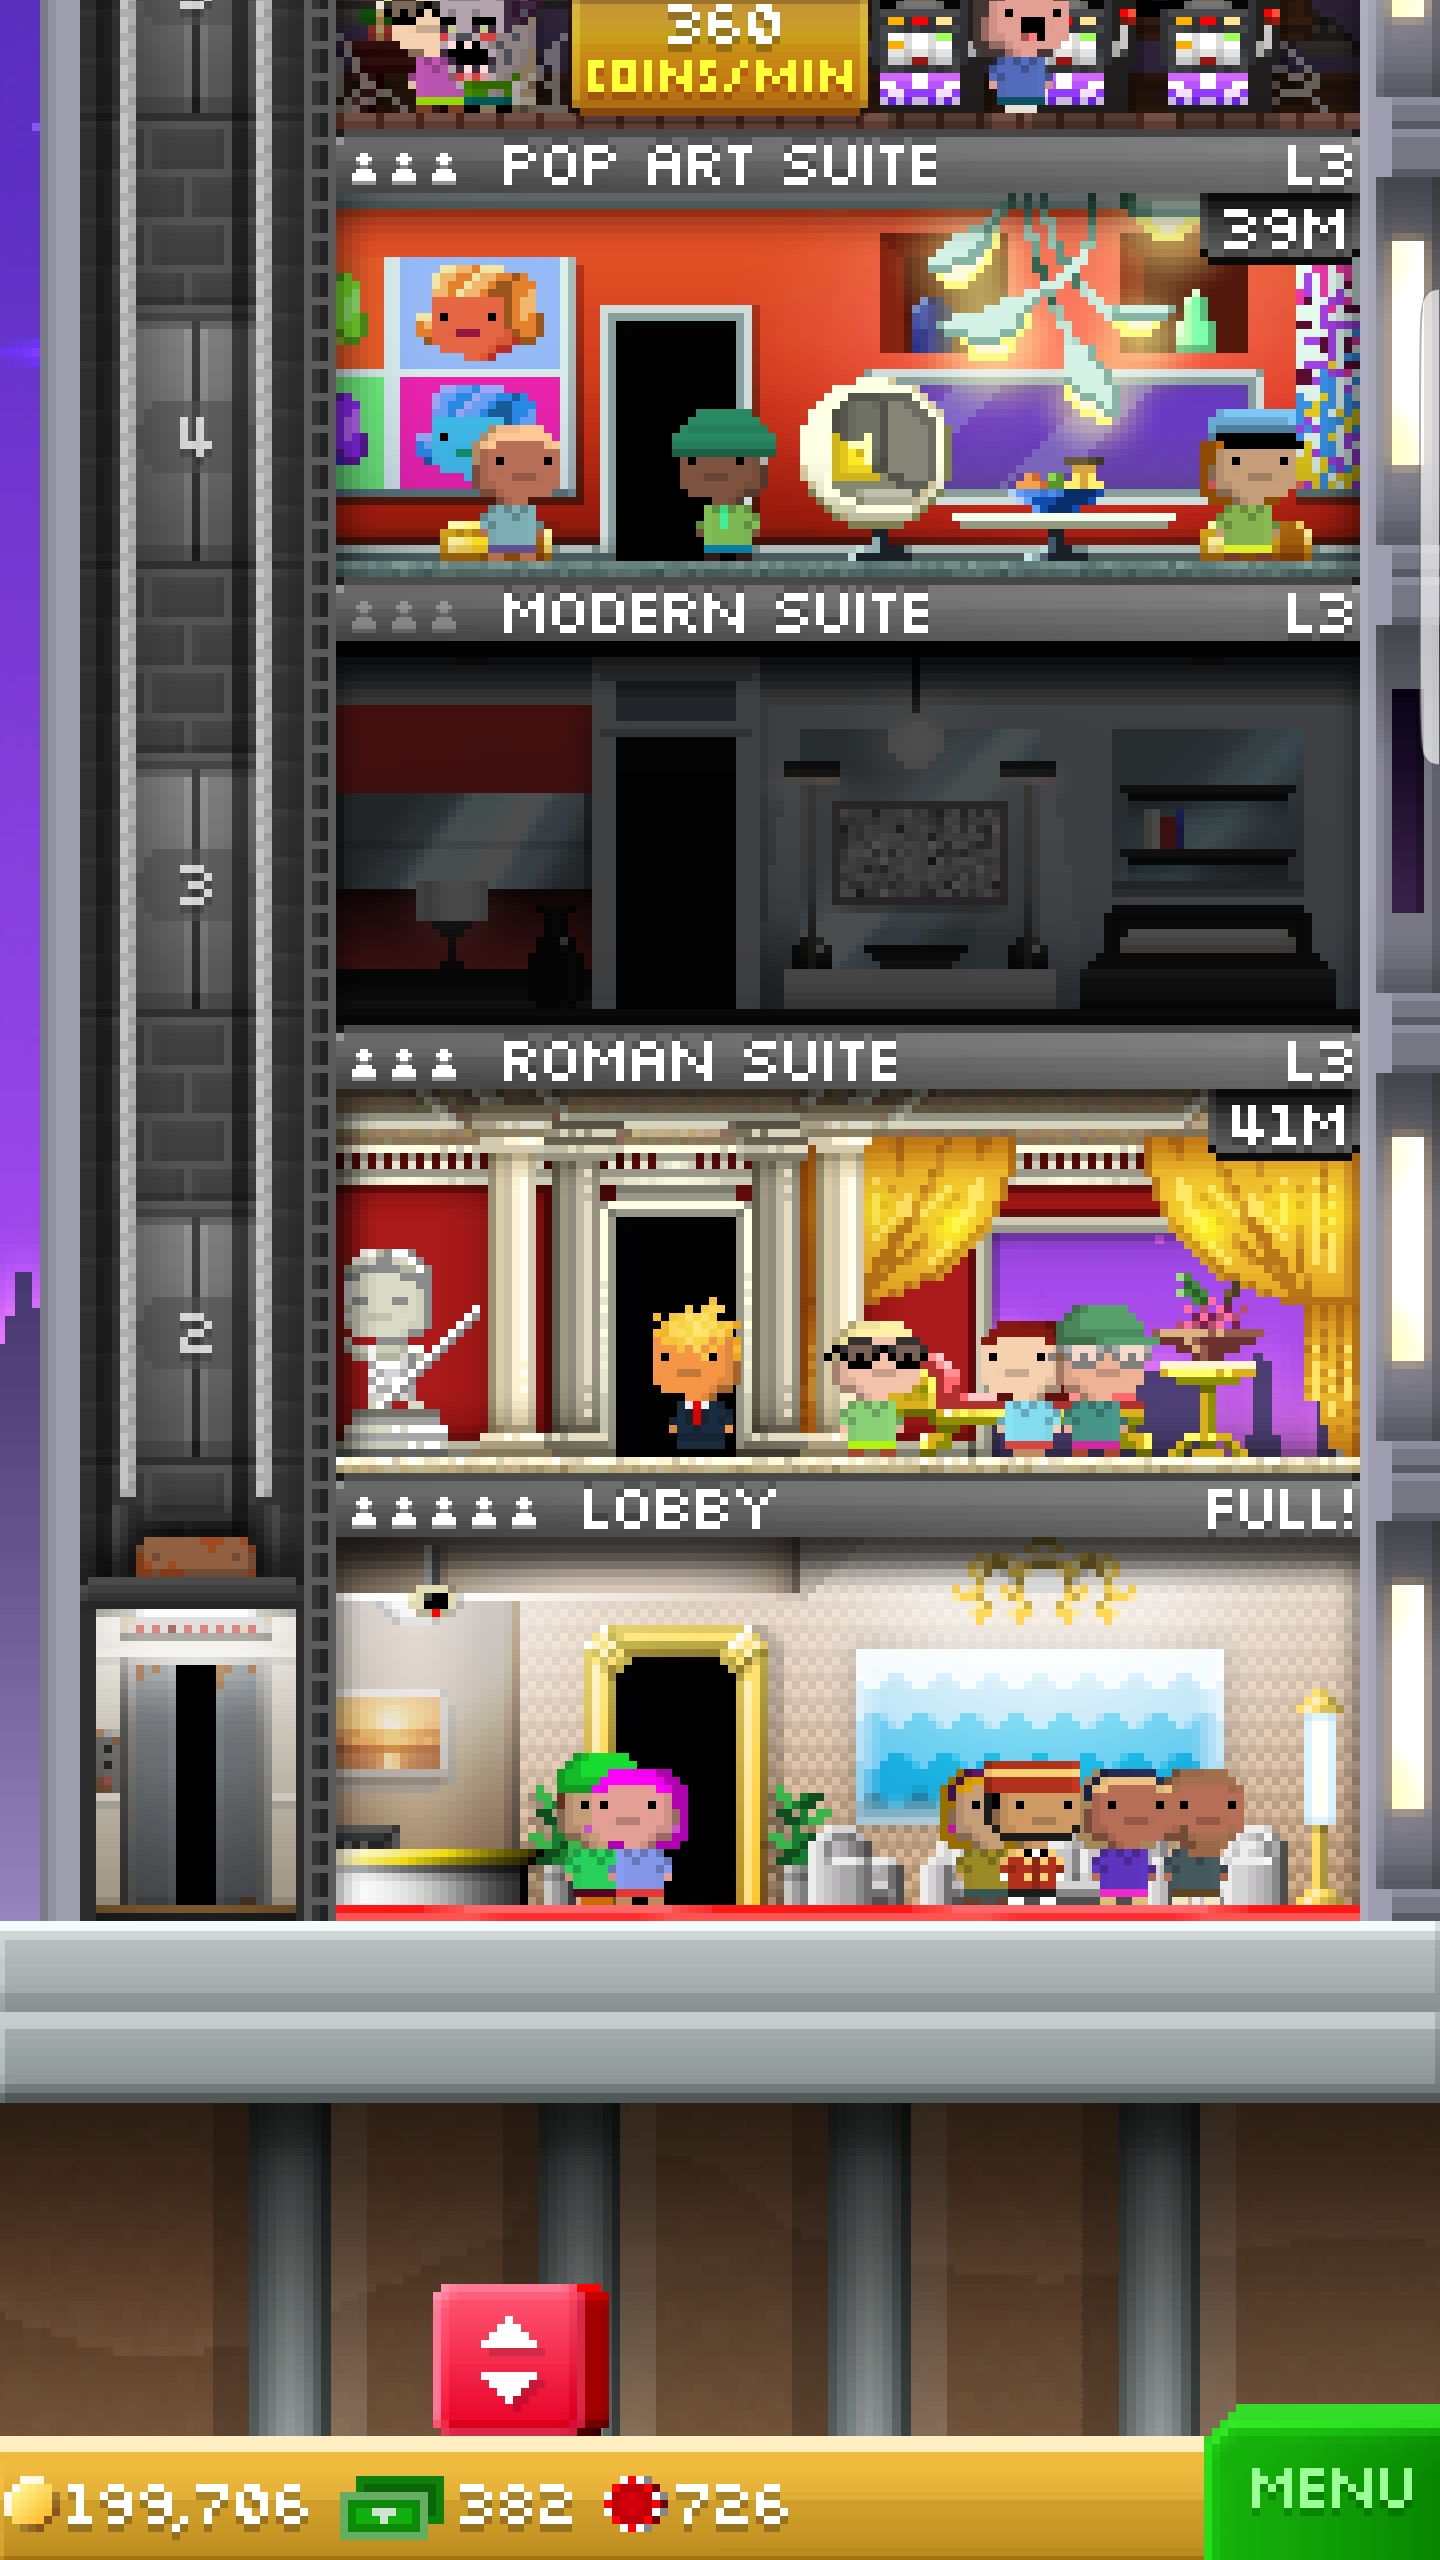 360
COINS/MIN
POP ART SUITE L3
39M
4
MODERN SUITE L3
3
ROMAN SUITE L3
41M
2
LOBBY FULL!
199,706 382 726
MENU